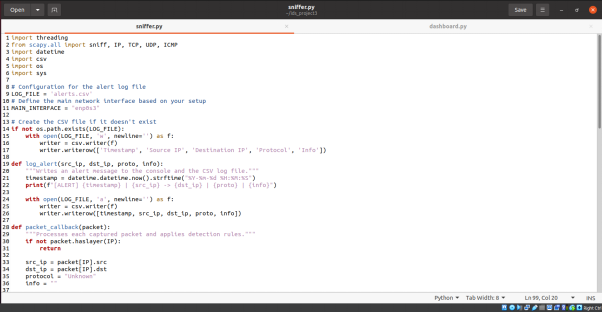 Open
sniffer.py
~/ids_project3
Save
sniffer.py
dashboard.py
1 import threading
2 from scapy.all import sniff, IP, TCP, UDP, ICMP
3 import datetime
4 import csv
5 import os
6 import sys
7
8 # Configuration for the alert log file
9 LOG_FILE = 'alerts.csv'
10 # Define the main network interface based on your setup
11 MAIN_INTERFACE = 'enp0s3'
12
13 # Create the CSV file if it doesn't exist
14 if not os.path.exists(LOG_FILE):
15     with open(LOG_FILE, 'w', newline='') as f:
16         writer = csv.writer(f)
17         writer.writerow(['Timestamp', 'Source IP', 'Destination IP', 'Protocol', 'Info'])
18
19 def log_alert(src_ip, dst_ip, proto, info):
20     """Writes an alert message to the console and the CSV log file."""
21     timestamp = datetime.datetime.now().strftime("%Y-%m-%d %H:%M:%S")
22     print(f"[ALERT] {timestamp} | {src_ip} -> {dst_ip} | {proto} | {info}")
23
24     with open(LOG_FILE, 'a', newline='') as f:
25         writer = csv.writer(f)
26         writer.writerow([timestamp, src_ip, dst_ip, proto, info])
27
28 def packet_callback(packet):
29     """Processes each captured packet and applies detection rules."""
30     if not packet.haslayer(IP):
31         return
32
33     src_ip = packet[IP].src
34     dst_ip = packet[IP].dst
35     protocol = "Unknown"
36     info = ""
37
Python
Tab Width: 8
Ln 99, Col 20
INS
Right Ctrl